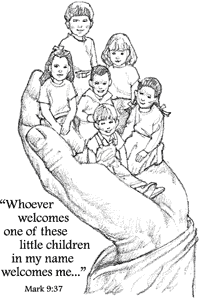 “Whoever
welcomes
one of these
little children
in my name
welcomes me...”
Mark 9:37